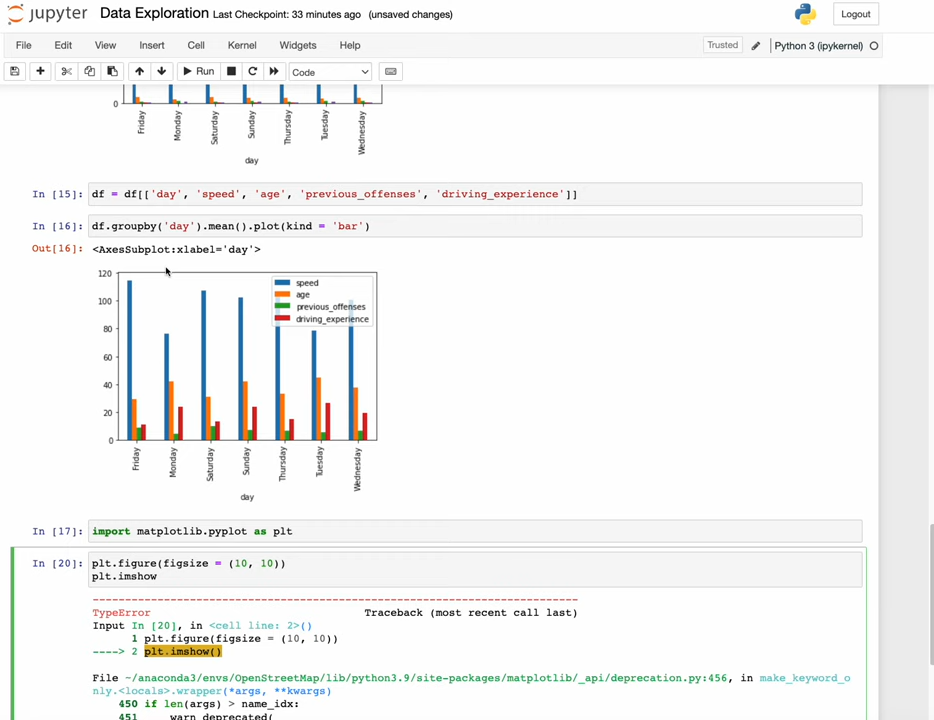 jupyter Data Exploration Last Checkpoint: 33 minutes ago (unsaved changes) Logout
File Edit View Insert Cell Kernel Widgets Help Trusted Python 3 (ipykernel)
Run Code
0
Friday Monday Saturday Sunday Thursday Tuesday Wednesday
day
In [15]: df = df[['day', 'speed', 'age', 'previous_offenses', 'driving_experience']]
In [16]: df.groupby('day').mean().plot(kind = 'bar')
Out[16]: <AxesSubplot:xlabel='day'>
120
100
80
60
40
20
0
speed
age
previous_offenses
driving_experience
Friday Monday Saturday Sunday Thursday Tuesday Wednesday
day
In [17]: import matplotlib.pyplot as plt
In [20]: plt.figure(figsize = (10, 10))
plt.imshow
---------------------------------------------------------------------------
TypeError Traceback (most recent call last)
Input In [20], in <cell line: 2>()
1 plt.figure(figsize = (10, 10))
----> 2 plt.imshow()
File ~/anaconda3/envs/OpenStreetMap/lib/python3.9/site-packages/matplotlib/_api/deprecation.py:456, in make_keyword_o
nly.<locals>.wrapper(*args, **kwargs)
450 if len(args) > name_idx:
451 warn_deprecated(